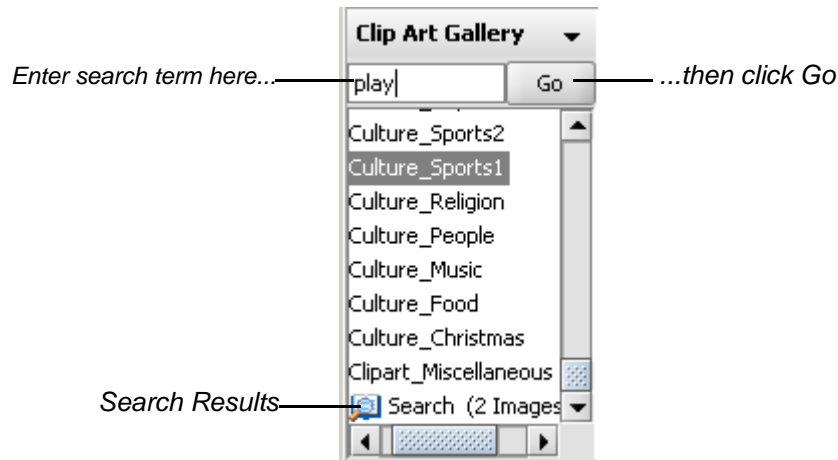 Clip Art Gallery
Enter search term here...
play
Go
...then click Go
Culture_Sports2
Culture_Sports1
Culture_Religion
Culture_People
Culture_Music
Culture_Food
Culture_Christmas
Clipart_Miscellaneous
Search Results
Search (2 Images